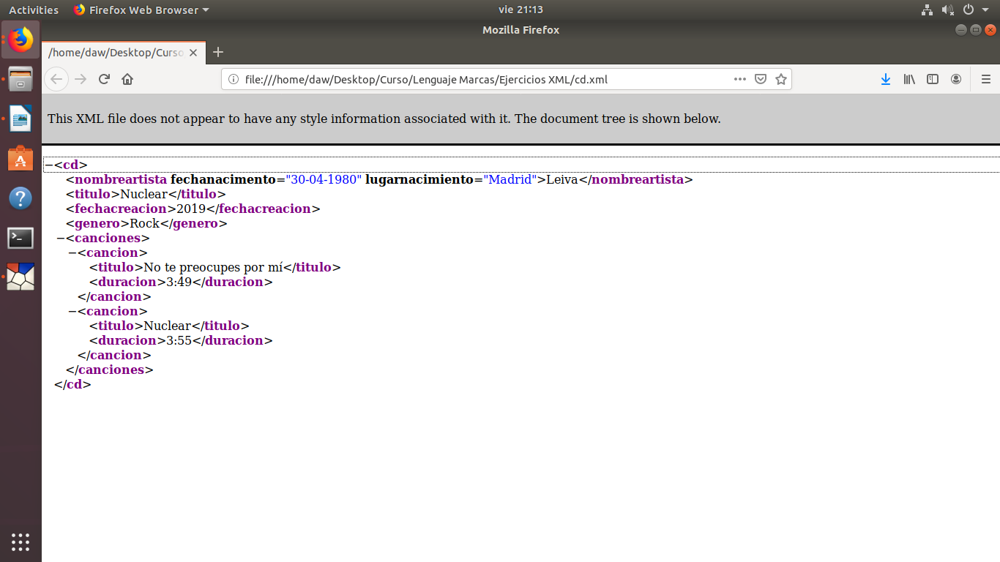 Activities Firefox Web Browser vie 21:13
Mozilla Firefox
/home/daw/Desktop/Curso
file:///home/daw/Desktop/Curso/Lenguaje Marcas/Ejercicios XML/cd.xml
This XML file does not appear to have any style information associated with it. The document tree is shown below.
−<cd>
<nombreartista fechanacimento="30-04-1980" lugarnacimiento="Madrid">Leiva</nombreartista>
<titulo>Nuclear</titulo>
<fechacreacion>2019</fechacreacion>
<genero>Rock</genero>
−<canciones>
−<cancion>
<titulo>No te preocupes por mí</titulo>
<duracion>3:49</duracion>
</cancion>
−<cancion>
<titulo>Nuclear</titulo>
<duracion>3:55</duracion>
</cancion>
</canciones>
</cd>